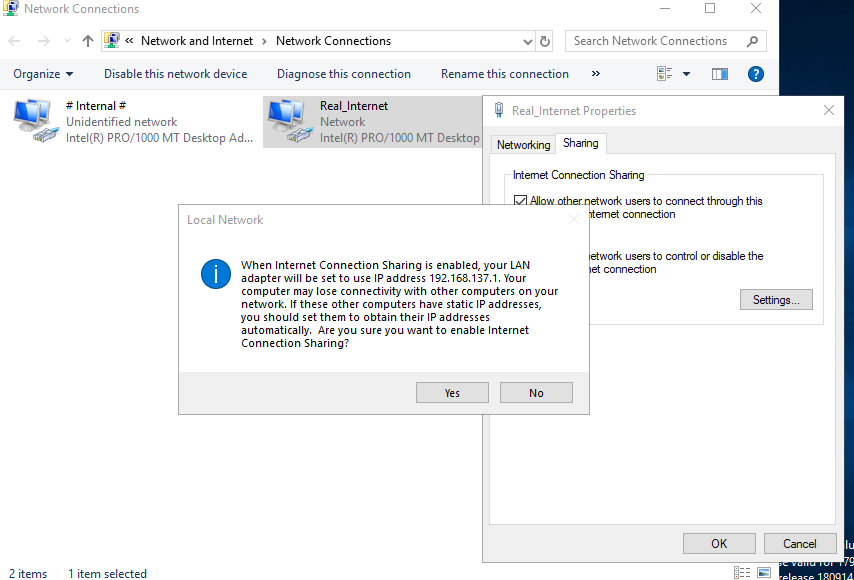 Network Connections
« Network and Internet › Network Connections
Search Network Connections
Organize
Disable this network device
Diagnose this connection
Rename this connection
»
?
# Internal #
Unidentified network
Intel(R) PRO/1000 MT Desktop Ad...
Real_Internet
Network
Intel(R) PRO/1000 MT Desktop
Real_Internet Properties
Networking
Sharing
Internet Connection Sharing
Allow other network users to connect through this
nternet connection
etwork users to control or disable the
net connection
Settings...
Local Network
When Internet Connection Sharing is enabled, your LAN
adapter will be set to use IP address 192.168.137.1. Your
computer may lose connectivity with other computers on your
network. If these other computers have static IP addresses,
you should set them to obtain their IP addresses
automatically.  Are you sure you want to enable Internet
Connection Sharing?
Yes
No
OK
Cancel
2 items
1 item selected
valid for 179
release 180914